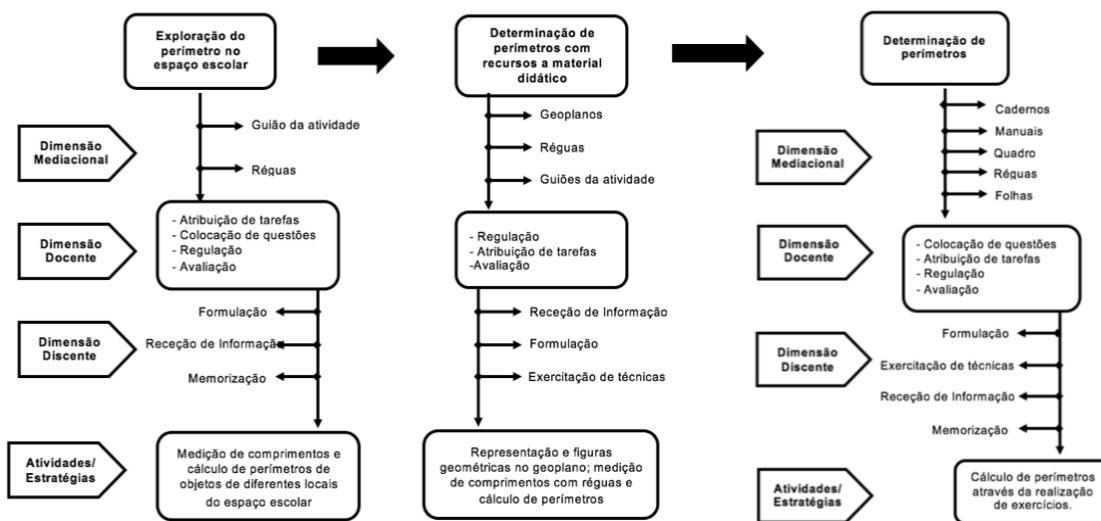 Exploração do
perímetro no
espaço escolar
Guião da atividade
Réguas
Dimensão
Mediacional
- Atribuição de tarefas
- Colocação de questões
- Regulação
- Avaliação
Dimensão
Docente
Formulação
Receção de Informação
Memorização
Dimensão
Discente
Medição de comprimentos e
cálculo de perímetros de
objetos de diferentes locais
do espaço escolar
Atividades/
Estratégias
Determinação de
perímetros com
recursos a material
didático
Geoplanos
Réguas
Guiões da atividade
- Regulação
- Atribuição de tarefas
-Avaliação
Receção de Informação
Formulação
Exercitação de técnicas
Representação e figuras
geométricas no geoplano; medição
de comprimentos com réguas e
cálculo de perímetros
Determinação de
perímetros
Cadernos
Manuais
Quadro
Réguas
Folhas
Dimensão
Mediacional
- Colocação de questões
- Atribuição de tarefas
- Regulação
- Avaliação
Dimensão
Docente
Formulação
Exercitação de técnicas
Receção de Informação
Memorização
Dimensão
Discente
Cálculo de perímetros
através da realização
de exercícios.
Atividades/
Estratégias